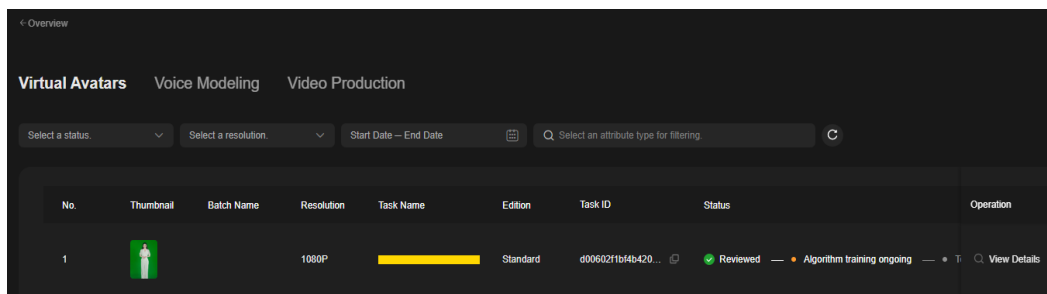 Overview
Virtual Avatars Voice Modeling Video Production
Select a status. Select a resolution. Start Date – End Date Select an attribute type for filtering.
No. Thumbnail Batch Name Resolution Task Name Edition Task ID Status Operation
1 1080P Standard d00602f1bf4b420... Reviewed Algorithm training ongoing View Details